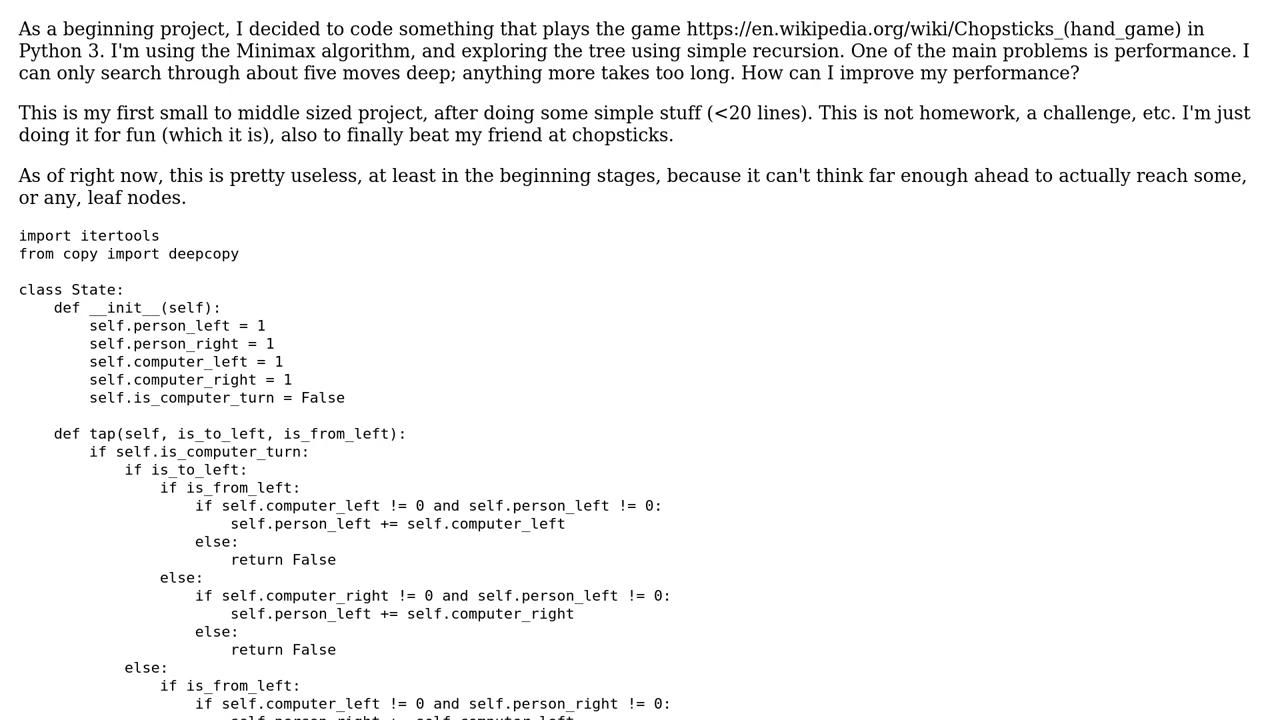 As a beginning project, I decided to code something that plays the game https://en.wikipedia.org/wiki/Chopsticks_(hand_game) in
Python 3. I'm using the Minimax algorithm, and exploring the tree using simple recursion. One of the main problems is performance. I
can only search through about five moves deep; anything more takes too long. How can I improve my performance?
This is my first small to middle sized project, after doing some simple stuff (<20 lines). This is not homework, a challenge, etc. I'm just
doing it for fun (which it is), also to finally beat my friend at chopsticks.
As of right now, this is pretty useless, at least in the beginning stages, because it can't think far enough ahead to actually reach some,
or any, leaf nodes.
import itertools
from copy import deepcopy
class State:
    def __init__(self):
        self.person_left = 1
        self.person_right = 1
        self.computer_left = 1
        self.computer_right = 1
        self.is_computer_turn = False
    def tap(self, is_to_left, is_from_left):
        if self.is_computer_turn:
            if is_to_left:
                if is_from_left:
                    if self.computer_left != 0 and self.person_left != 0:
                        self.person_left += self.computer_left
                    else:
                        return False
                else:
                    if self.computer_right != 0 and self.person_left != 0:
                        self.person_left += self.computer_right
                    else:
                        return False
            else:
                if is_from_left:
                    if self.computer_left != 0 and self.person_right != 0: